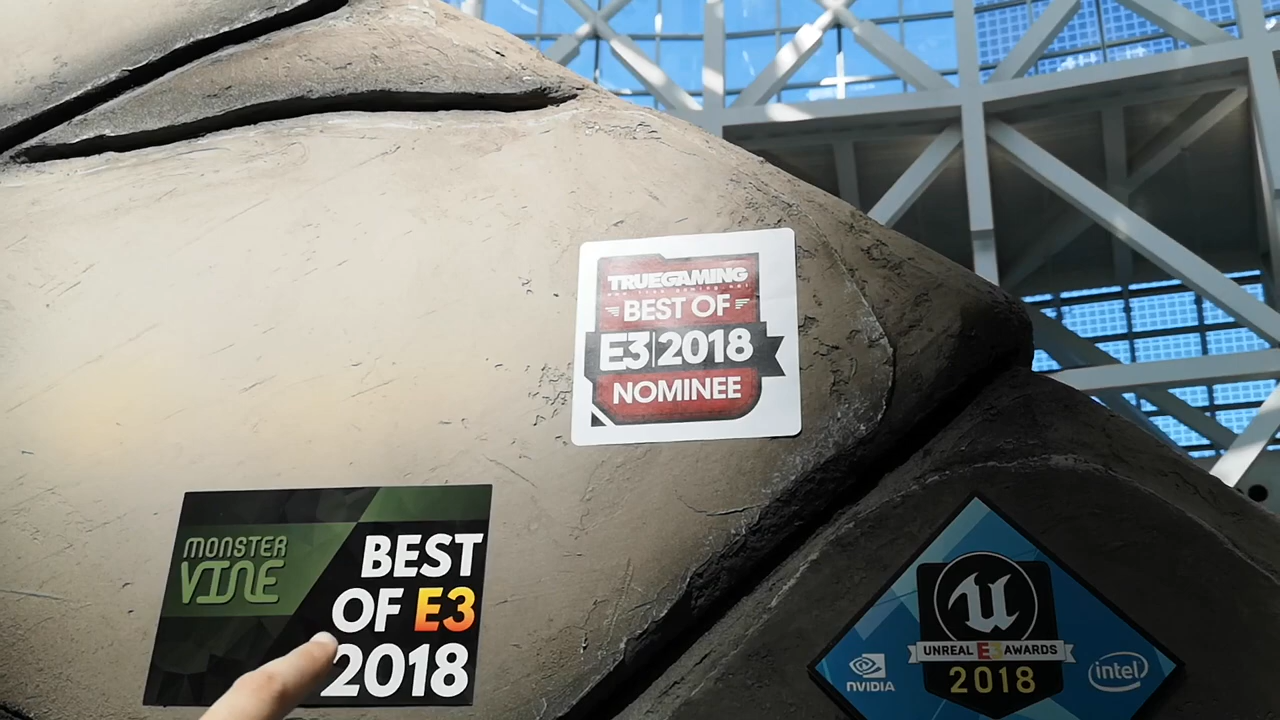 TRUEGAMING
BEST OF
E3|2018
NOMINEE
MONSTER
VINE
BEST
OF E3
2018
UNREAL E3 AWARDS
2018
NVIDIA
intel